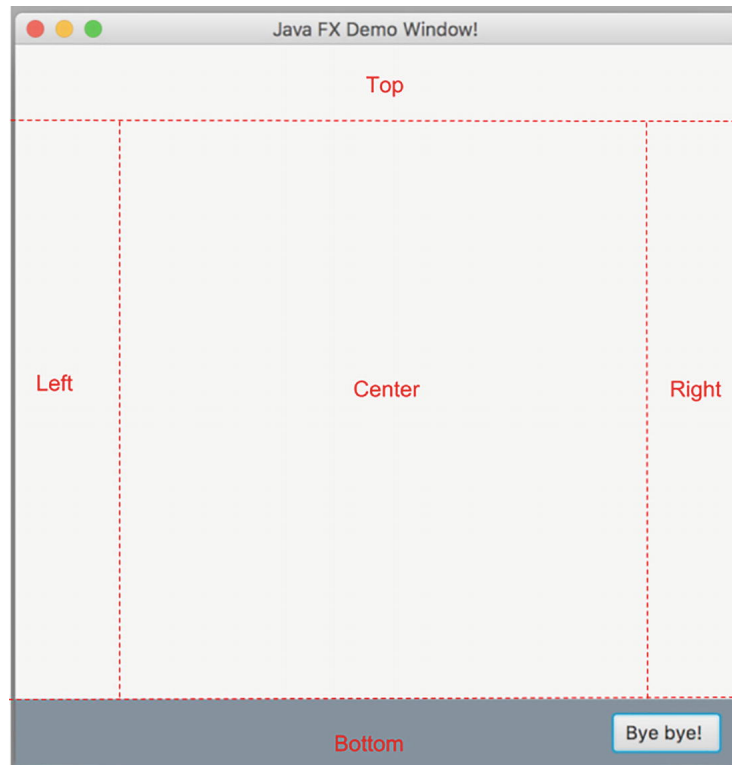 Java FX Demo Window!
Top
Left
Center
Right
Bye bye!
Bottom